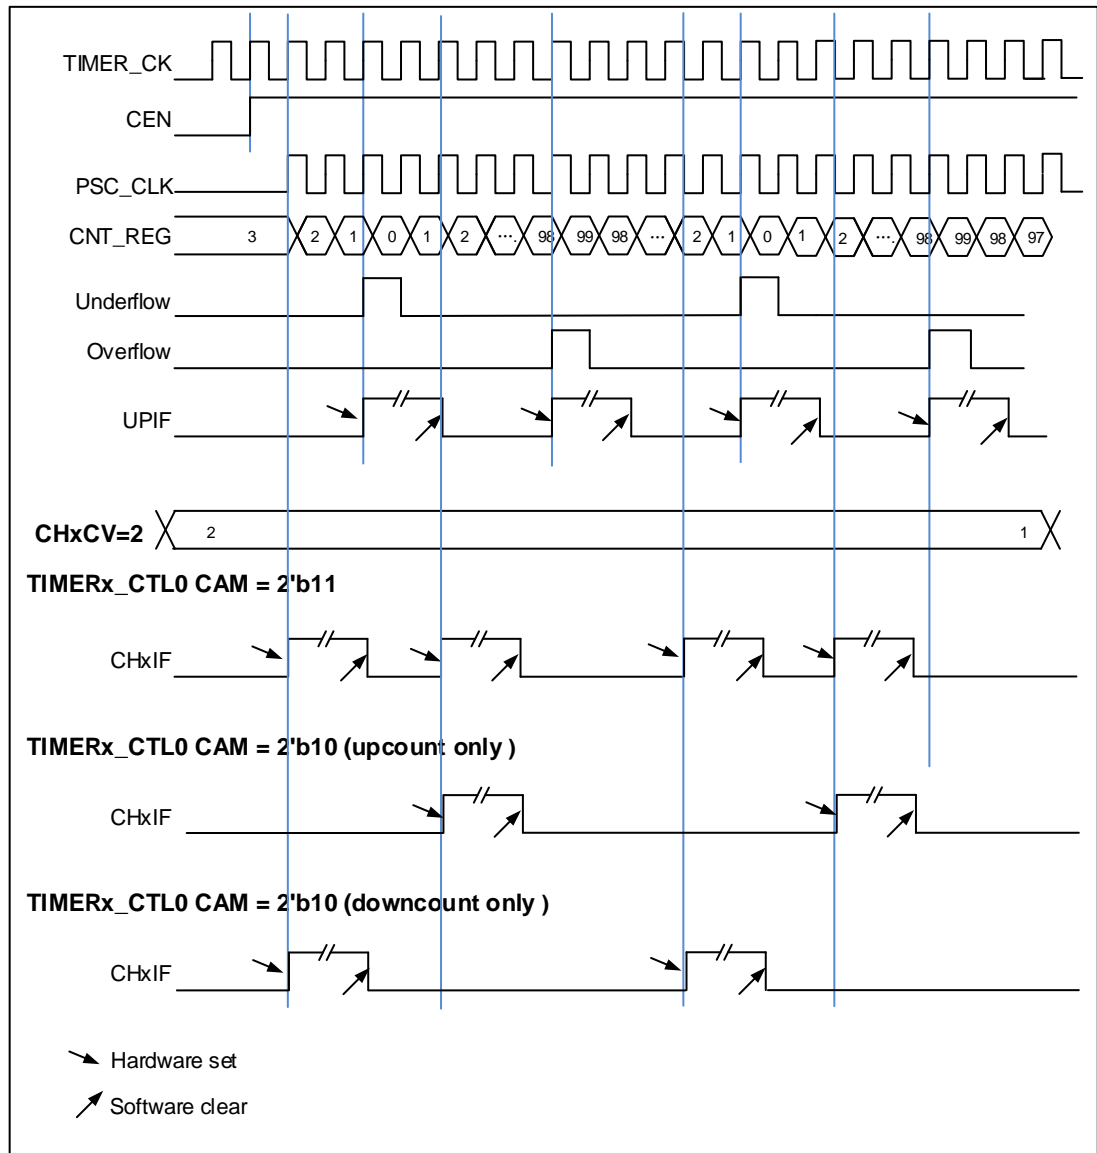 TIMER_CK
CEN
PSC_CLK
CNT_REG 3 2 1 0 1 2 .... 98 99 98 ... 2 1 0 1 2 .... 98 99 98 97
Underflow
Overflow
UPIF
CHxCV=2 2 1
TIMERx_CTL0 CAM = 2'b11
CHxIF
TIMERx_CTL0 CAM = 2'b10 (upcount only )
CHxIF
TIMERx_CTL0 CAM = 2'b10 (downcount only )
CHxIF
Hardware set
Software clear